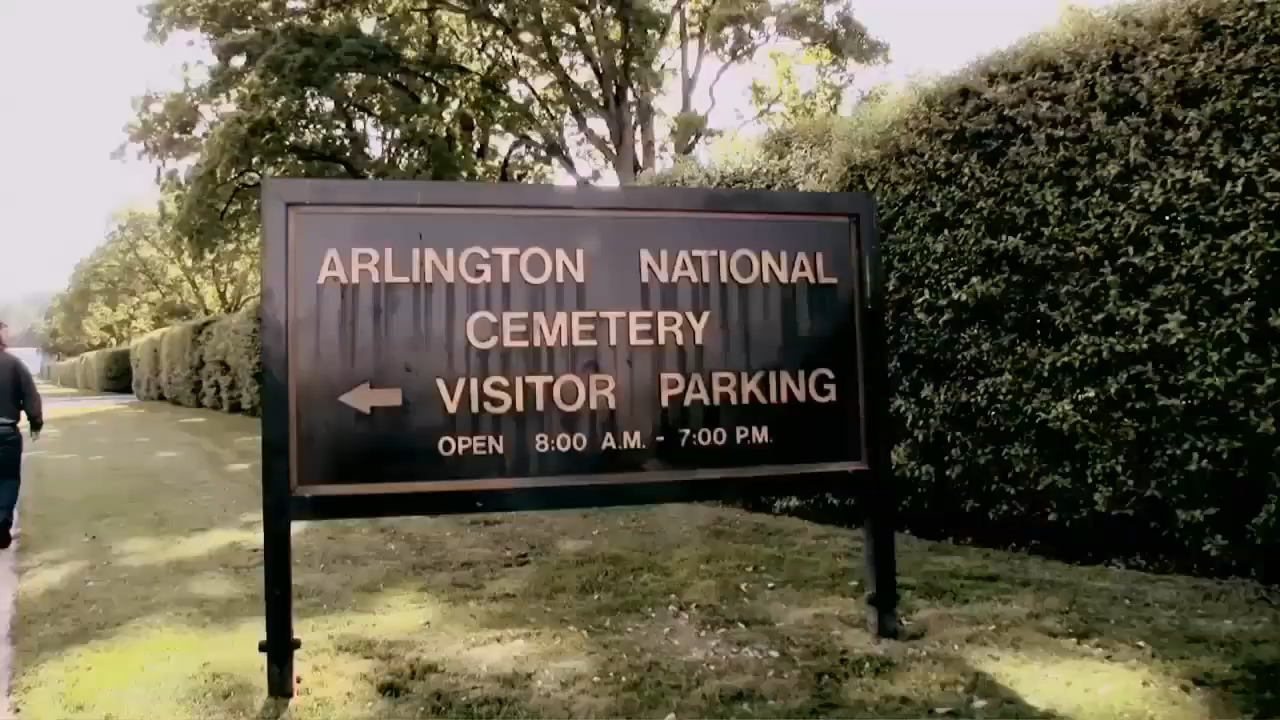 ARLINGTON NATIONAL
CEMETERY
VISITOR PARKING
OPEN 8:00 A.M. - 7:00 P.M.